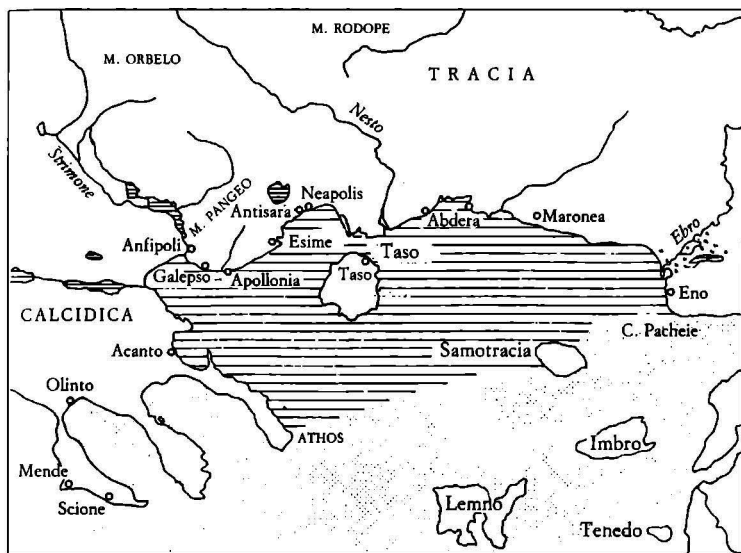 M. RODOPE
M. ORBELO
TRACIA
Nesto
Strimone
M. PANGEO
Neapolis
Antisara
Abdera
Maronea
Anfipoli
Esime
Taso
Ebro
Galepso
Apollonia
Taso
Eno
CALCIDICA
C. Pacheie
Acanto
Samotracia
Olinto
ATHOS
Imbro
Mende
Scione
Lemno
Tenedo